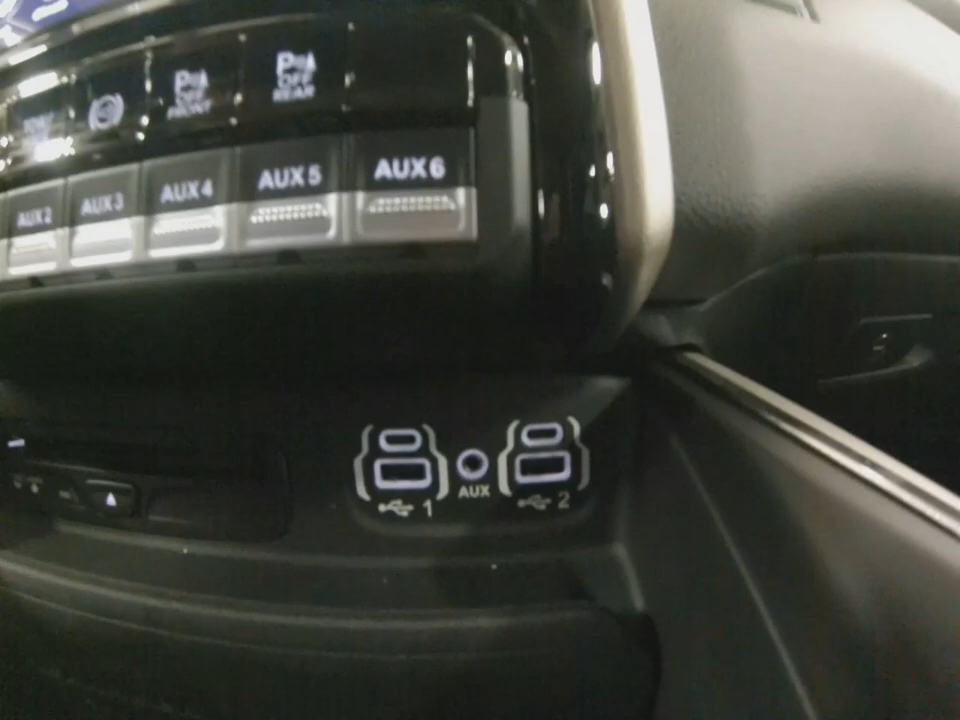 P OFF FRONT
P OFF REAR
AUX 2
AUX 3
AUX 4
AUX 5
AUX 6
AUX
1
2